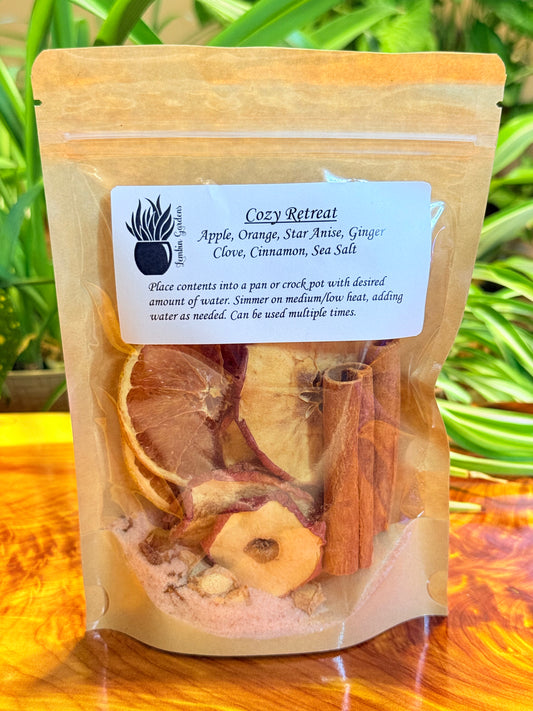 Cozy Retreat
Apple, Orange, Star Anise, Ginger
Clove, Cinnamon, Sea Salt
Place contents into a pan or crock pot with desired
amount of water. Simmer on medium/low heat, adding
water as needed. Can be used multiple times.
Gardens